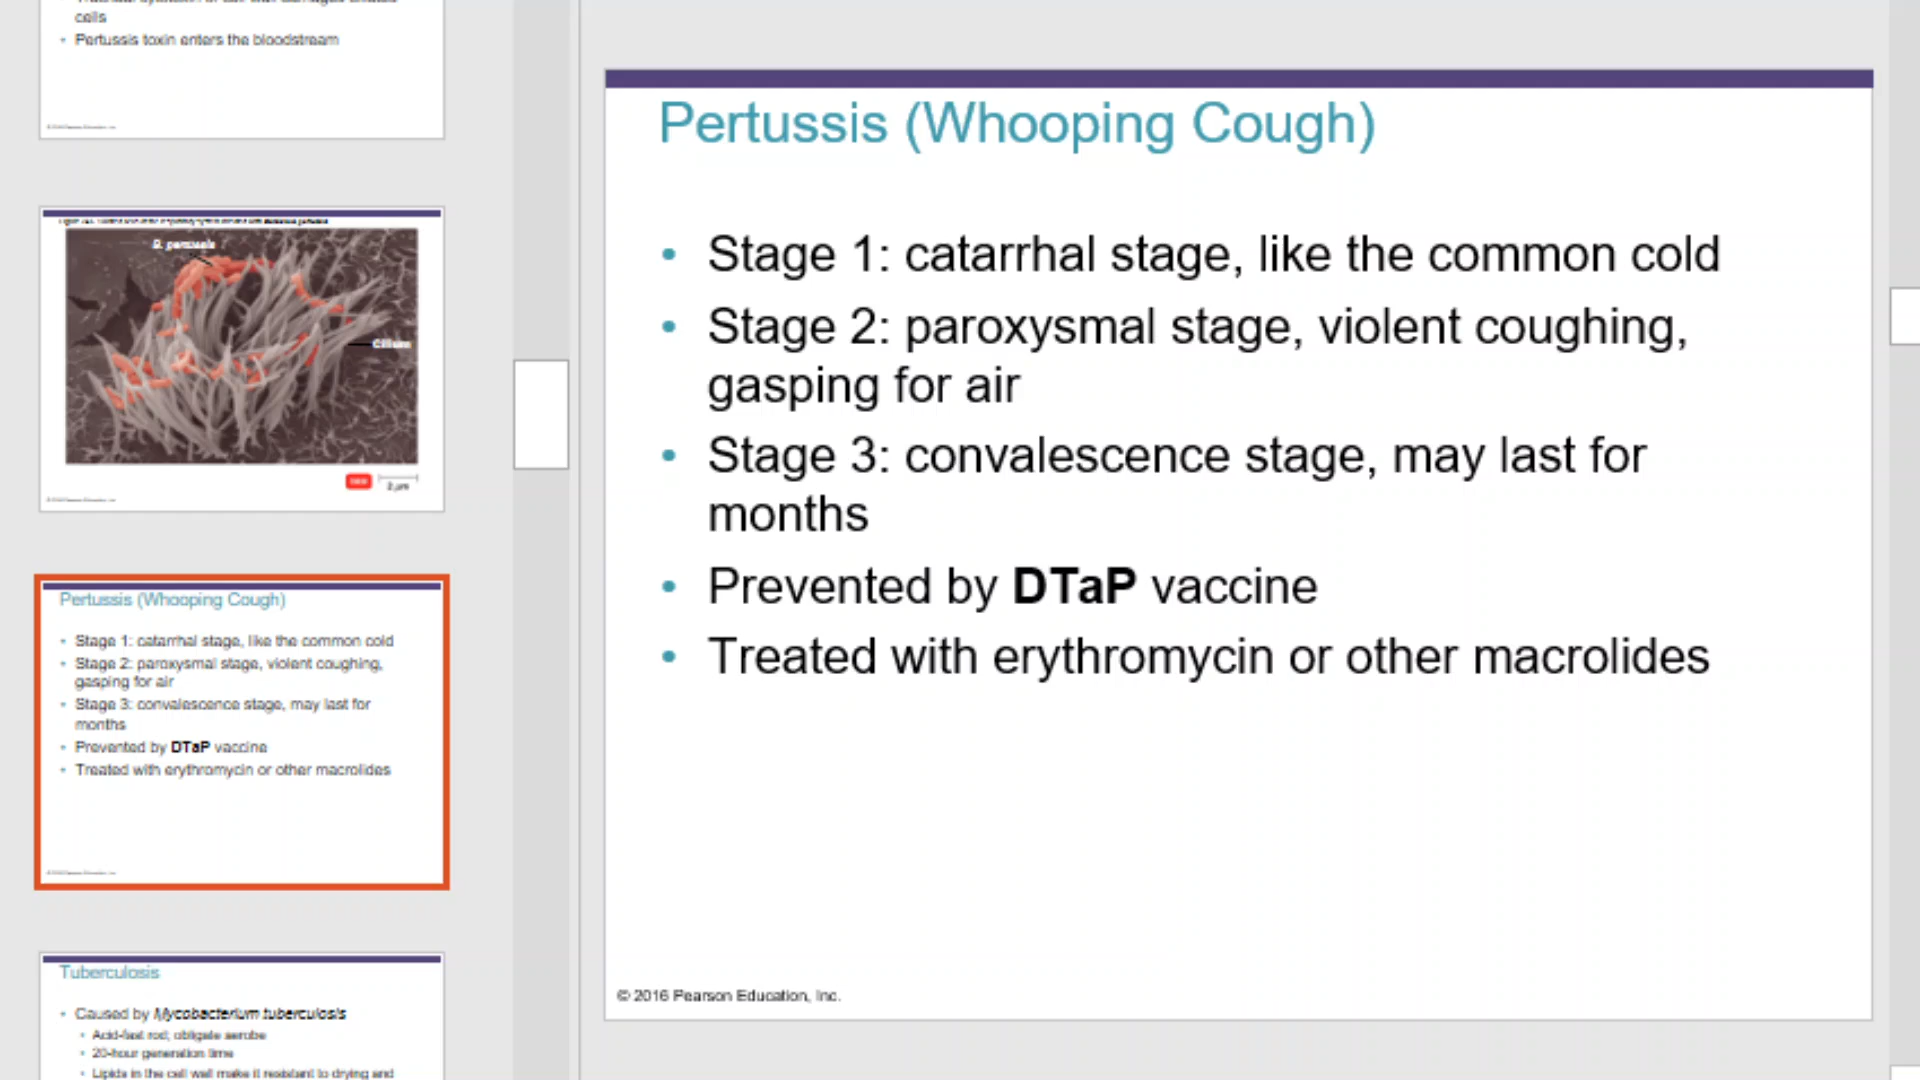 cells
• Pertussis toxin enters the bloodstream
B. pertussis
Cilium
SEM
2 µm
Pertussis (Whooping Cough)
• Stage 1: catarrhal stage, like the common cold
• Stage 2: paroxysmal stage, violent coughing,
gasping for air
• Stage 3: convalescence stage, may last for
months
• Prevented by DTaP vaccine
• Treated with erythromycin or other macrolides
Tuberculosis
• Caused by Mycobacterium tuberculosis
• Acid-fast rod; obligate aerobe
• 20-hour generation time
• Lipids in the cell wall make it resistant to drying and
Pertussis (Whooping Cough)
• Stage 1: catarrhal stage, like the common cold
• Stage 2: paroxysmal stage, violent coughing,
gasping for air
• Stage 3: convalescence stage, may last for
months
• Prevented by DTaP vaccine
• Treated with erythromycin or other macrolides
© 2016 Pearson Education, Inc.